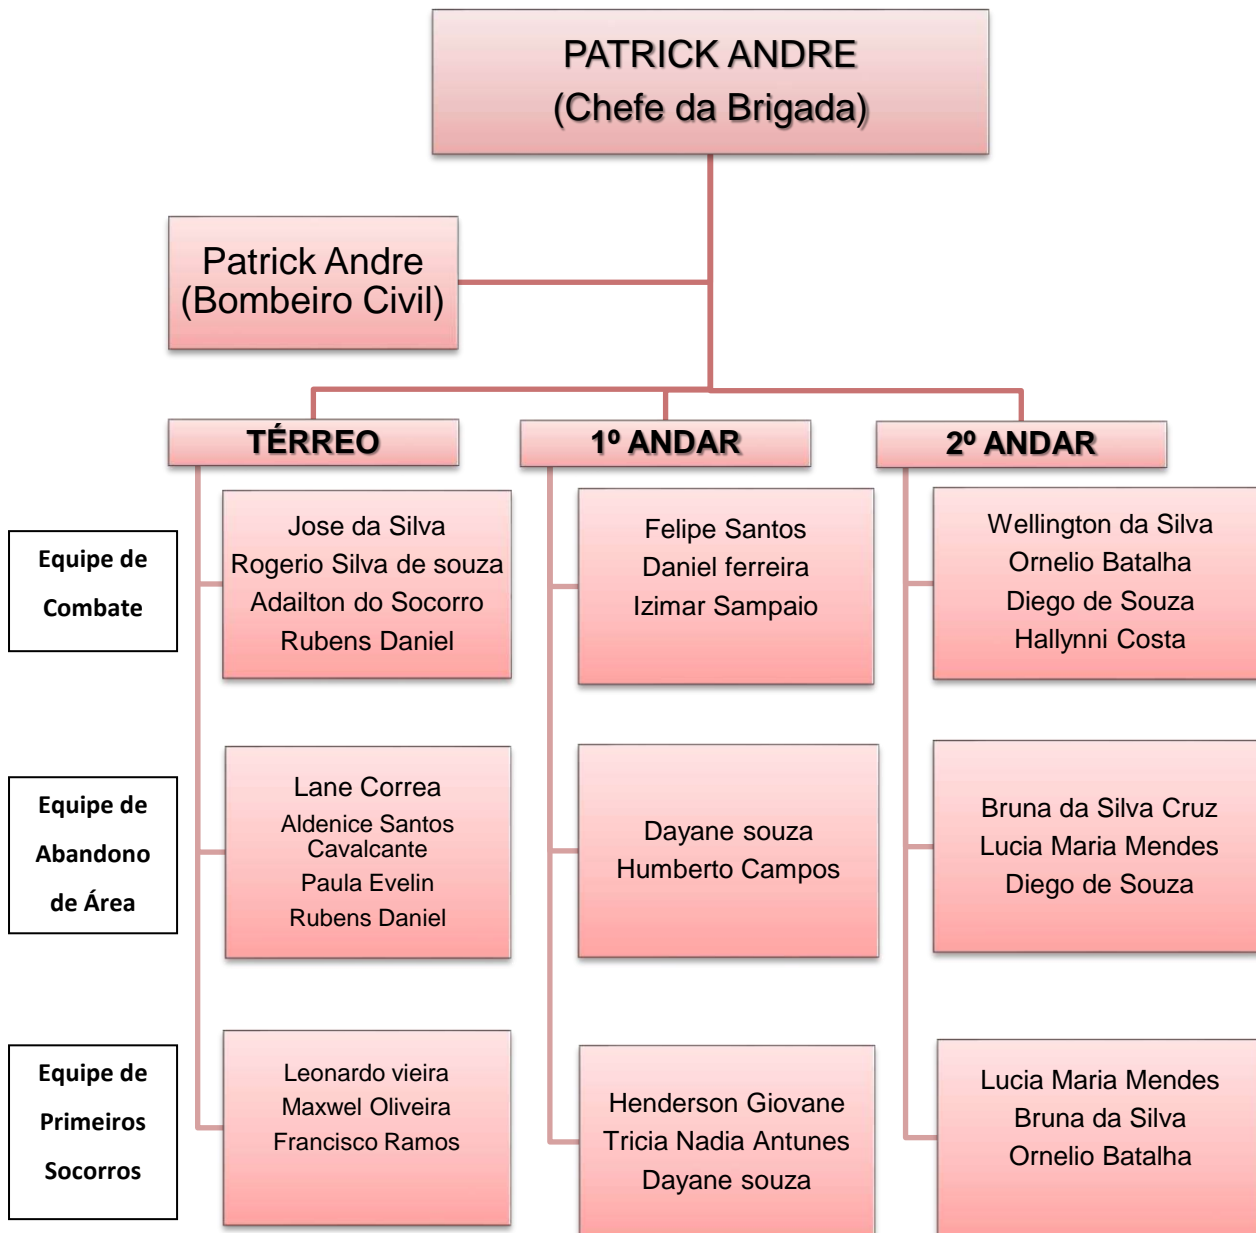 PATRICK ANDRE
(Chefe da Brigada)
Patrick Andre
(Bombeiro Civil)
TÉRREO
1º ANDAR
2º ANDAR
Equipe de
Combate
Jose da Silva
Rogerio Silva de souza
Adailton do Socorro
Rubens Daniel
Felipe Santos
Daniel ferreira
Izimar Sampaio
Wellington da Silva
Ornelio Batalha
Diego de Souza
Hallynni Costa
Equipe de
Abandono
de Área
Lane Correa
Aldenice Santos
Cavalcante
Paula Evelin
Rubens Daniel
Dayane souza
Humberto Campos
Bruna da Silva Cruz
Lucia Maria Mendes
Diego de Souza
Equipe de
Primeiros
Socorros
Leonardo vieira
Maxwel Oliveira
Francisco Ramos
Henderson Giovane
Tricia Nadia Antunes
Dayane souza
Lucia Maria Mendes
Bruna da Silva
Ornelio Batalha